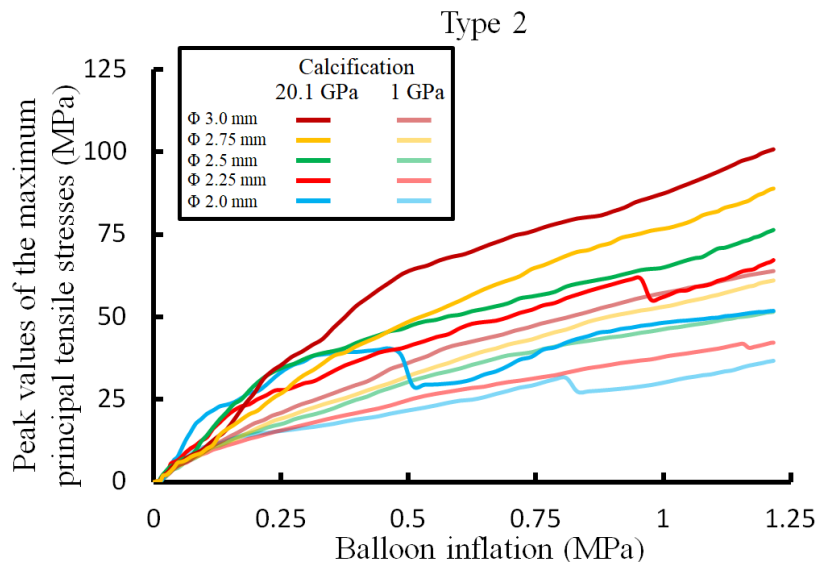 Type 2
Peak values of the maximum
principal tensile stresses (MPa)
125
100
75
50
25
0
Calcification
20.1 GPa 1 GPa
Φ 3.0 mm
Φ 2.75 mm
Φ 2.5 mm
Φ 2.25 mm
Φ 2.0 mm
0 0.25 0.5 0.75 1 1.25
Balloon inflation (MPa)